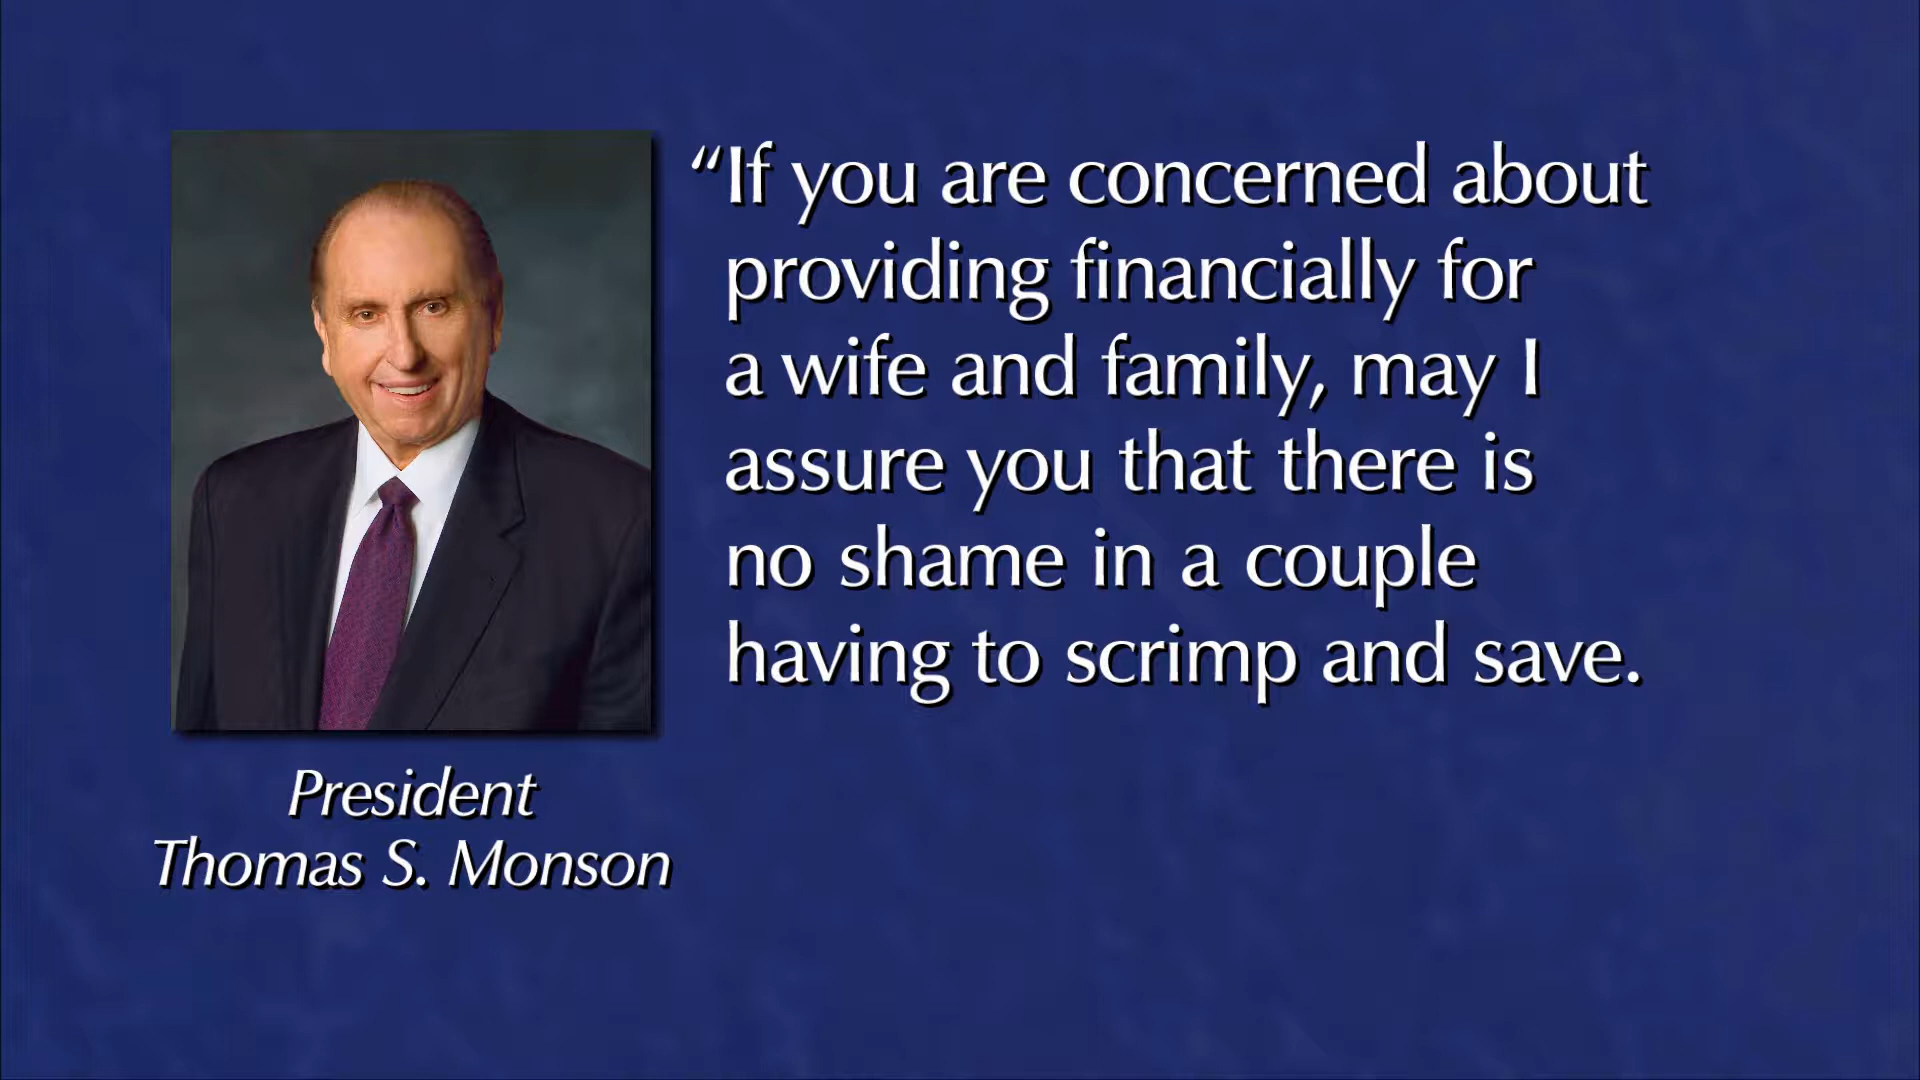 “If you are concerned about
providing financially for
a wife and family, may I
assure you that there is
no shame in a couple
having to scrimp and save.
President
Thomas S. Monson